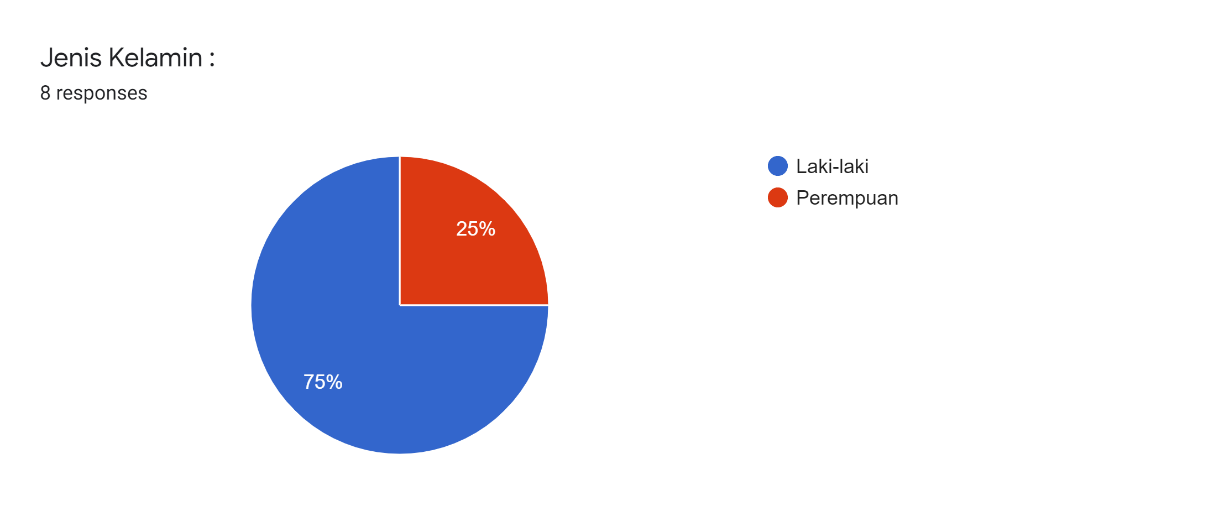 Jenis Kelamin :
8 responses
Laki-laki
Perempuan
25%
75%